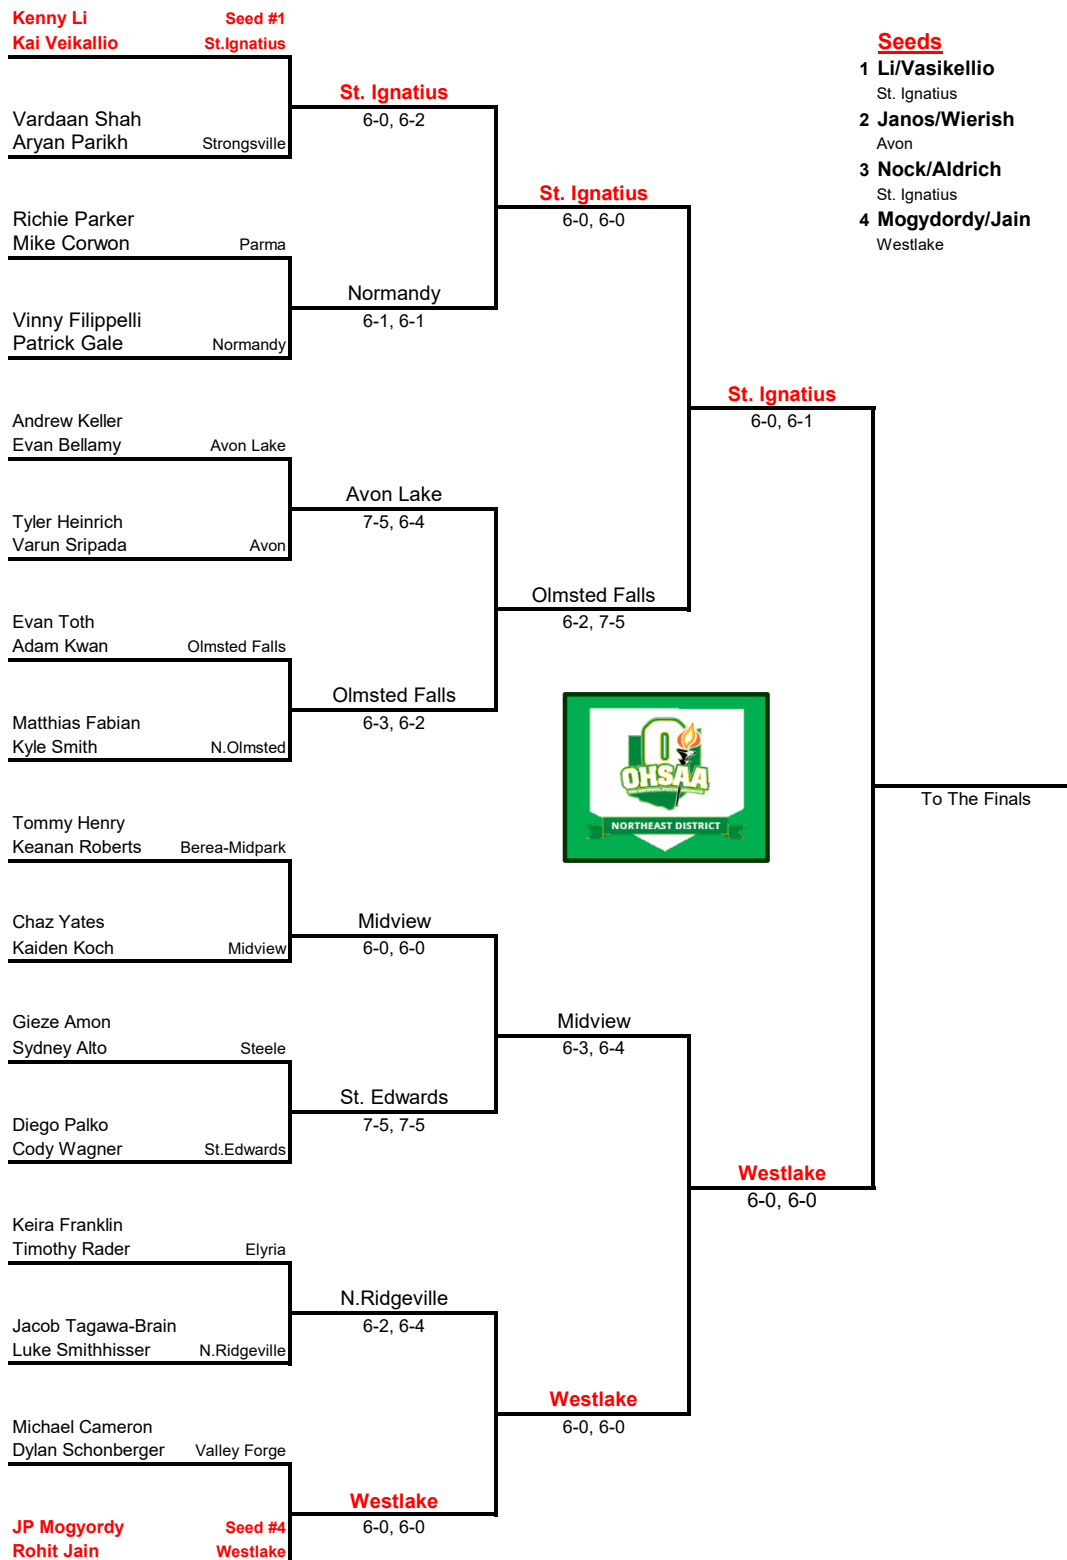 Kenny Li Seed #1
Kai Veikallio St.Ignatius
Seeds
1 Li/Vasikellio
St. Ignatius
St. Ignatius
6-0, 6-2
Vardaan Shah
Aryan Parikh Strongsville
2 Janos/Wierish
Avon
3 Nock/Aldrich
St. Ignatius
St. Ignatius
6-0, 6-0
4 Mogydordy/Jain
Westlake
Richie Parker
Mike Corwon Parma
Normandy
6-1, 6-1
Vinny Filippelli
Patrick Gale Normandy
St. Ignatius
6-0, 6-1
Andrew Keller
Evan Bellamy Avon Lake
Avon Lake
7-5, 6-4
Tyler Heinrich
Varun Sripada Avon
Olmsted Falls
6-2, 7-5
Evan Toth
Adam Kwan Olmsted Falls
Olmsted Falls
6-3, 6-2
Matthias Fabian
Kyle Smith N.Olmsted
OHSAA
NORTHEAST DISTRICT
To The Finals
Tommy Henry
Keanan Roberts Berea-Midpark
Midview
6-0, 6-0
Chaz Yates
Kaiden Koch Midview
Midview
6-3, 6-4
Gieze Amon
Sydney Alto Steele
St. Edwards
7-5, 7-5
Diego Palko
Cody Wagner St.Edwards
Westlake
6-0, 6-0
Keira Franklin
Timothy Rader Elyria
N.Ridgeville
6-2, 6-4
Jacob Tagawa-Brain
Luke Smithhisser N.Ridgeville
Westlake
6-0, 6-0
Michael Cameron
Dylan Schonberger Valley Forge
Westlake
6-0, 6-0
JP Mogyordy Seed #4
Rohit Jain Westlake